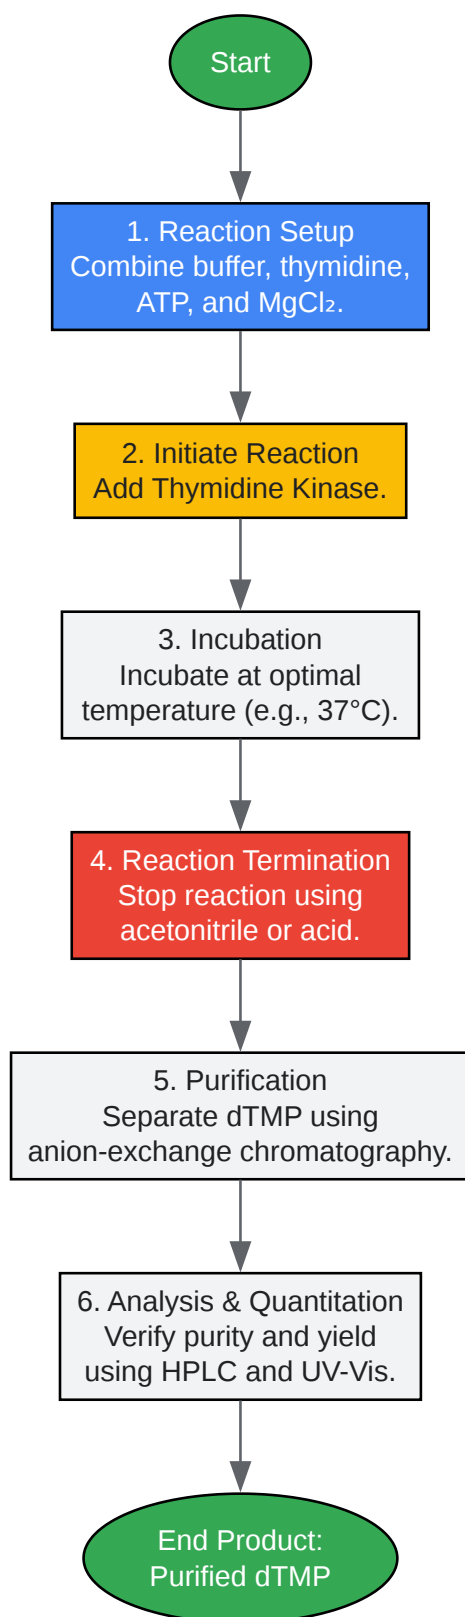 Start
1. Reaction Setup
Combine buffer, thymidine,
ATP, and MgCl₂.
2. Initiate Reaction
Add Thymidine Kinase.
3. Incubation
Incubate at optimal
temperature (e.g., 37°C).
4. Reaction Termination
Stop reaction using
acetonitrile or acid.
5. Purification
Separate dTMP using
anion-exchange chromatography.
6. Analysis & Quantitation
Verify purity and yield
using HPLC and UV-Vis.
End Product:
Purified dTMP